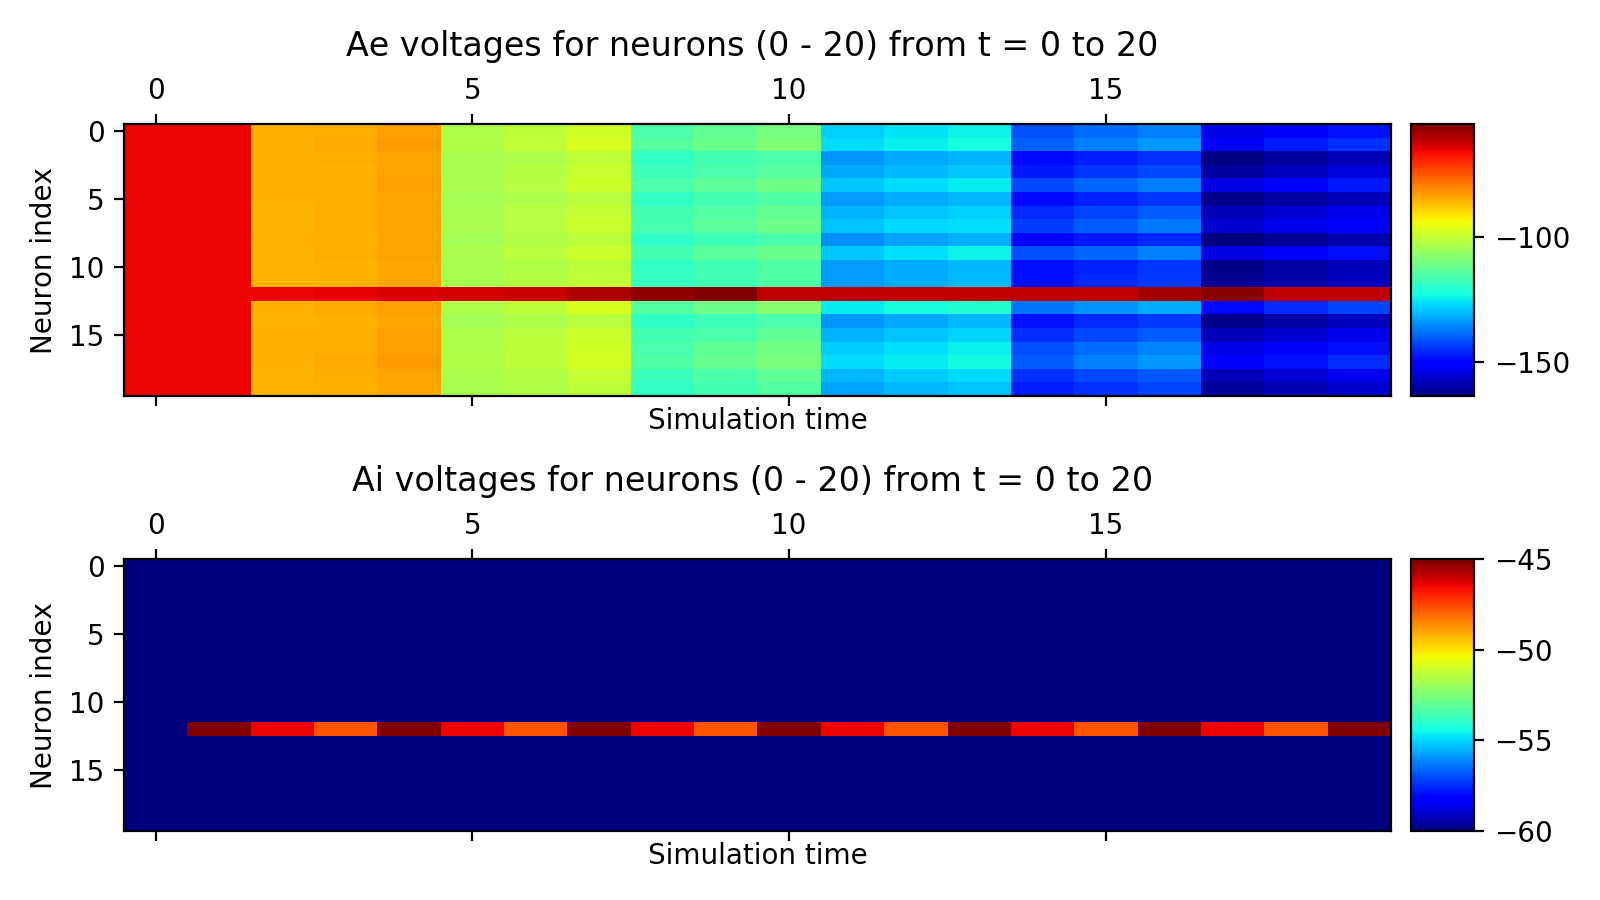 Ae voltages for neurons (0 - 20) from t = 0 to 20
0 5 10 15
Neuron index
0
5
10
15
−100
−150
Simulation time
Ai voltages for neurons (0 - 20) from t = 0 to 20
0 5 10 15
Neuron index
0
5
10
15
−45
−50
−55
−60
Simulation time